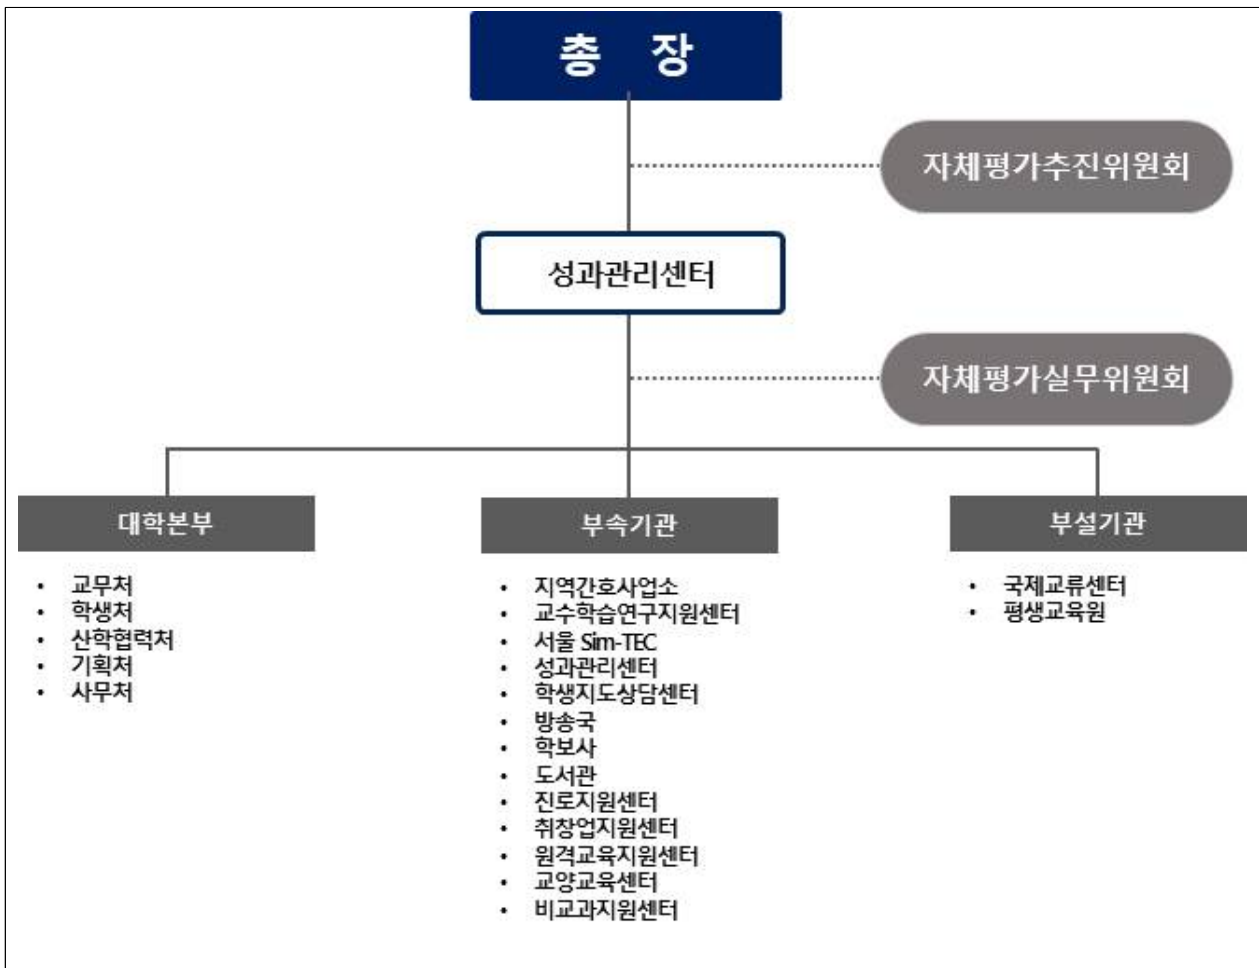 총 장
자체평가추진위원회
성과관리센터
자체평가실무위원회
대학본부
• 교무처
• 학생처
• 산학협력처
• 기획처
• 사무처
부속기관
• 지역간호사업소
• 교수학습연구지원센터
• 서울 Sim-TEC
• 성과관리센터
• 학생지도상담센터
• 방송국
• 학보사
• 도서관
• 진로지원센터
• 취창업지원센터
• 원격교육지원센터
• 교양교육센터
• 비교과지원센터
부설기관
• 국제교류센터
• 평생교육원